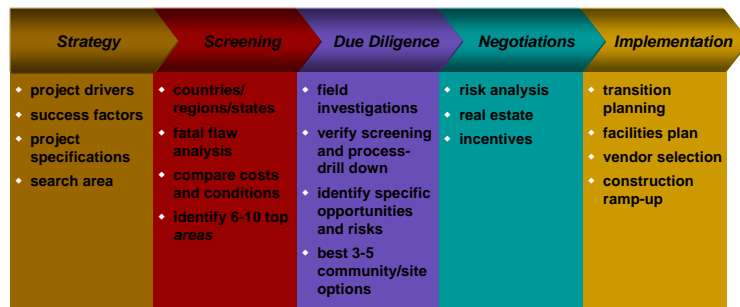 Strategy
Screening
Due Diligence
Negotiations
Implementation
project drivers
success factors
project
specifications
search area
countries/
regions/states
fatal flaw
analysis
compare costs
and conditions
identify 6-10 top
areas
field
investigations
verify screening
and process-
drill down
identify specific
opportunities
and risks
best 3-5
community/site
options
risk analysis
real estate
incentives
transition
planning
facilities plan
vendor selection
construction
ramp-up